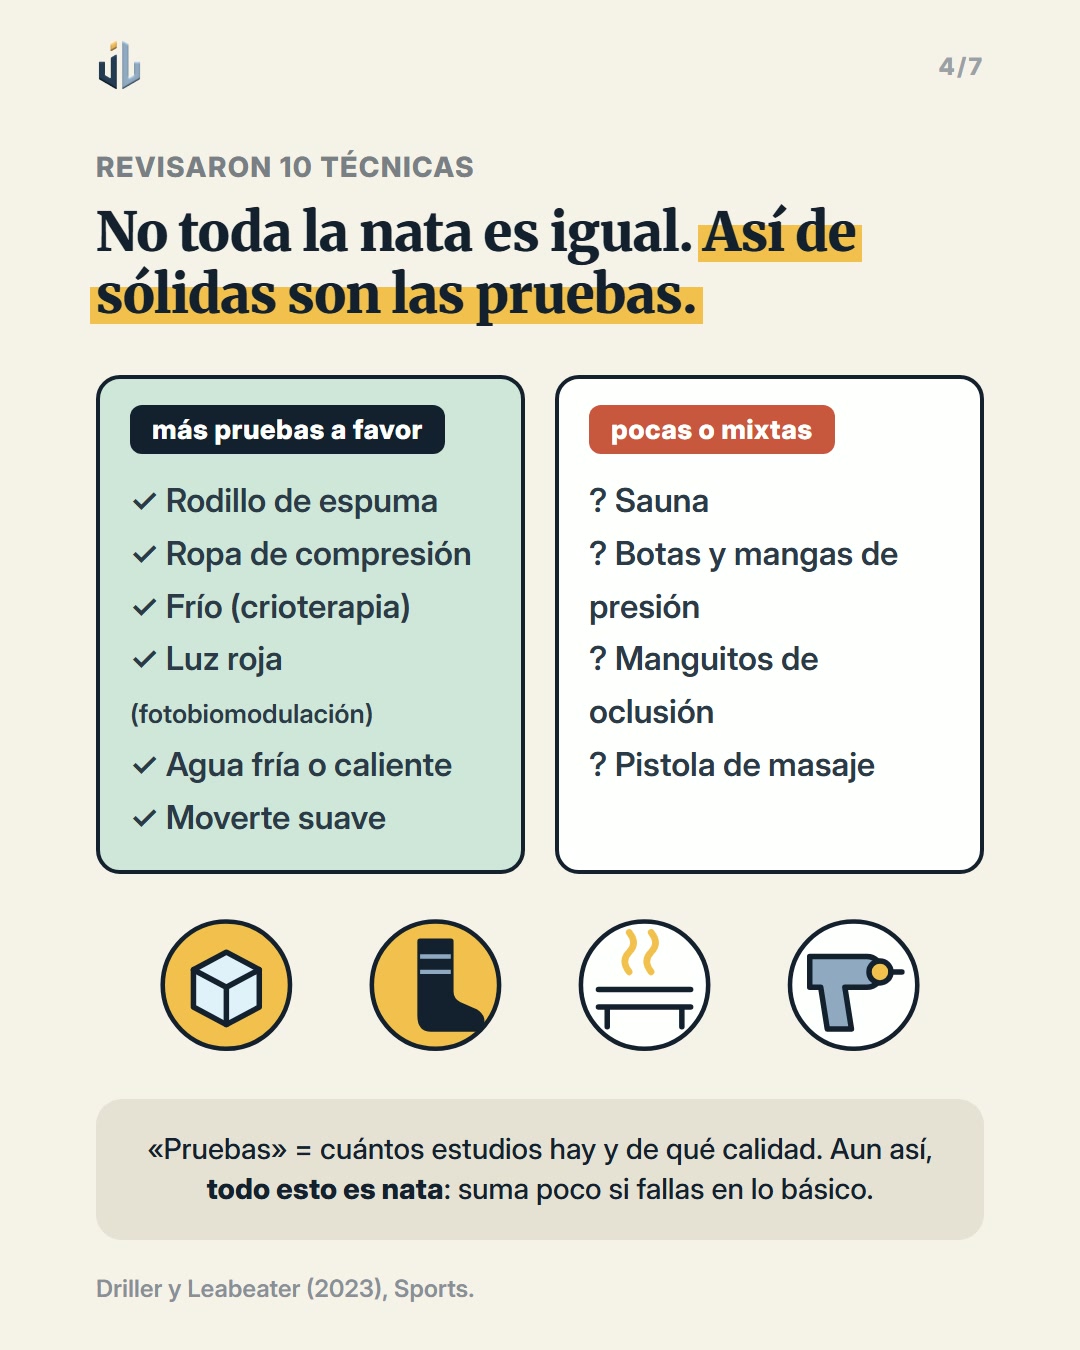 4/7
REVISARON 10 TÉCNICAS
No toda la nata es igual. Así de
sólidas son las pruebas.
más pruebas a favor
✓ Rodillo de espuma
✓ Ropa de compresión
✓ Frío (crioterapia)
✓ Luz roja
(fotobiomodulación)
✓ Agua fría o caliente
✓ Moverte suave
pocas o mixtas
? Sauna
? Botas y mangas de
presión
? Manguitos de
oclusión
? Pistola de masaje
«Pruebas» = cuántos estudios hay y de qué calidad. Aun así,
todo esto es nata: suma poco si fallas en lo básico.
Driller y Leabeater (2023), Sports.